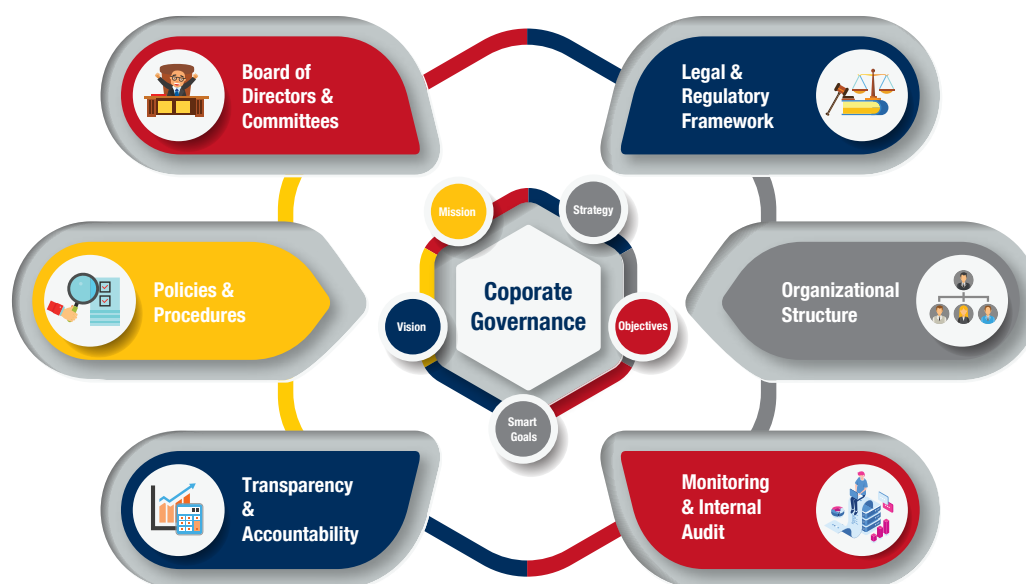 Board of
Directors &
Committees
Legal &
Regulatory
Framework
Mission
Strategy
Policies &
Procedures
Coporate
Governance
Organizational
Structure
Vision
Objectives
Smart
Goals
Transparency
&
Accountability
Monitoring
& Internal
Audit